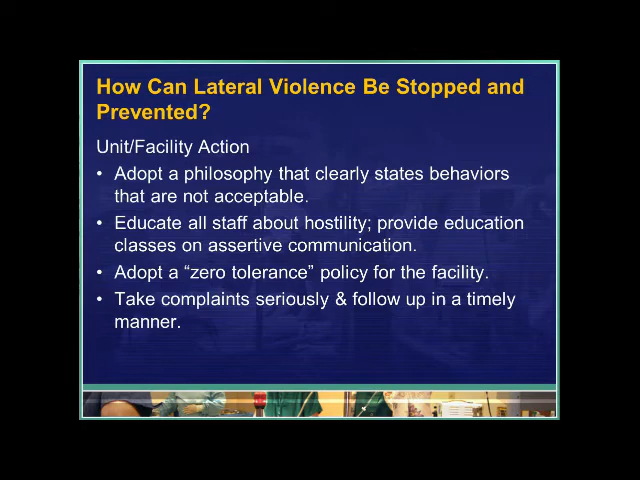 How Can Lateral Violence Be Stopped and
Prevented?
Unit/Facility Action
• Adopt a philosophy that clearly states behaviors
that are not acceptable.
• Educate all staff about hostility; provide education
classes on assertive communication.
• Adopt a “zero tolerance” policy for the facility.
• Take complaints seriously & follow up in a timely
manner.